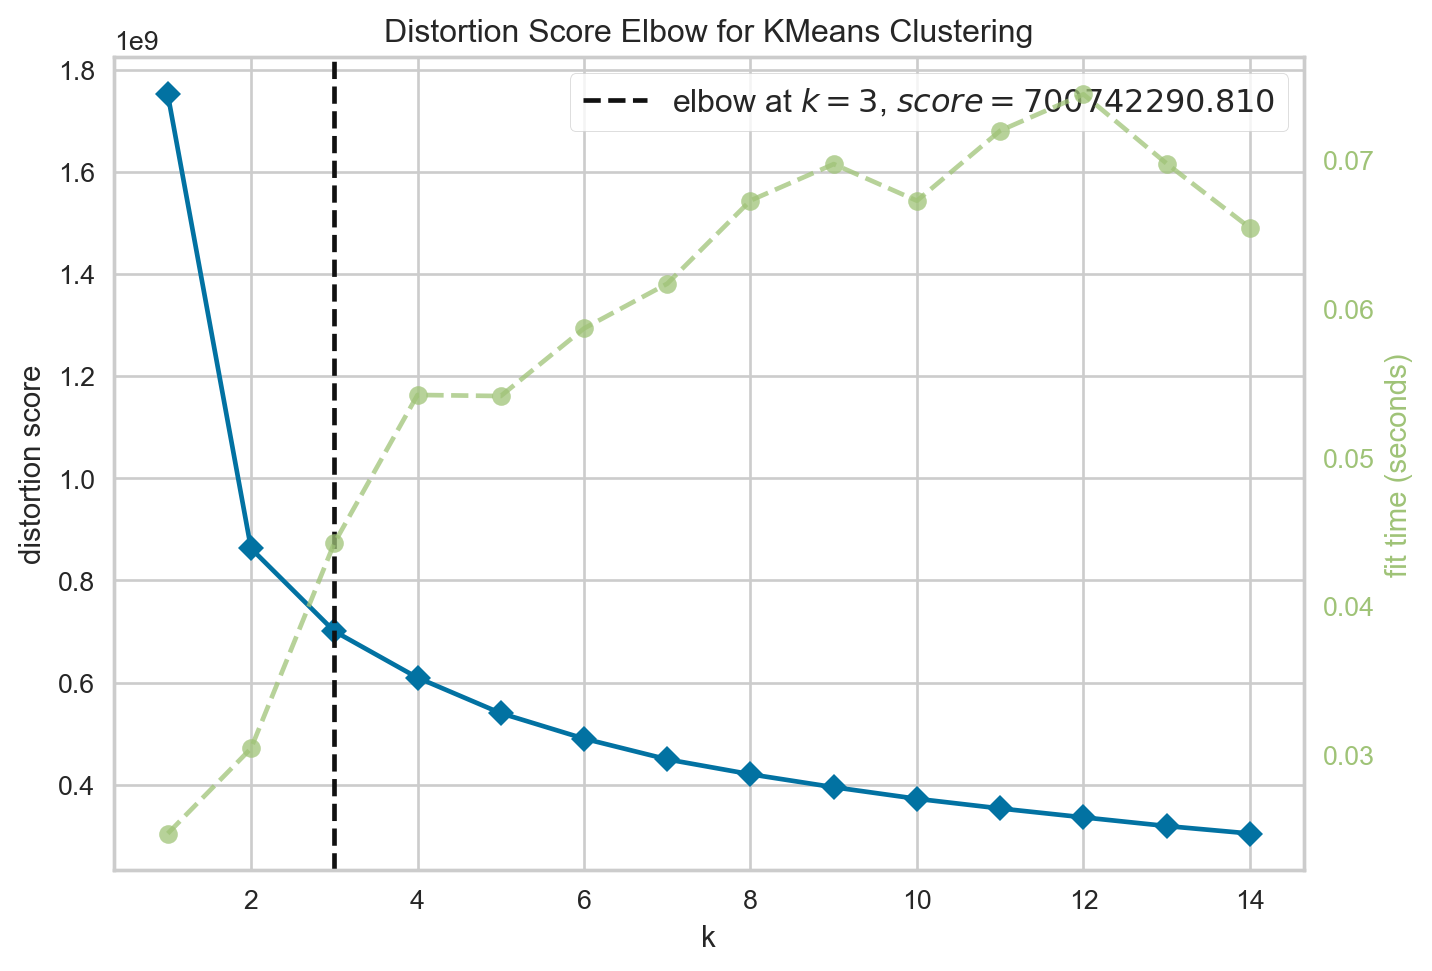 Distortion Score Elbow for KMeans Clustering
1e9
elbow at k = 3, score = 700742290.810
1.8
1.6
1.4
1.2
1.0
0.8
0.6
0.4
distortion score
0.07
0.06
0.05
0.04
0.03
fit time (seconds)
2 4 6 8 10 12 14
k